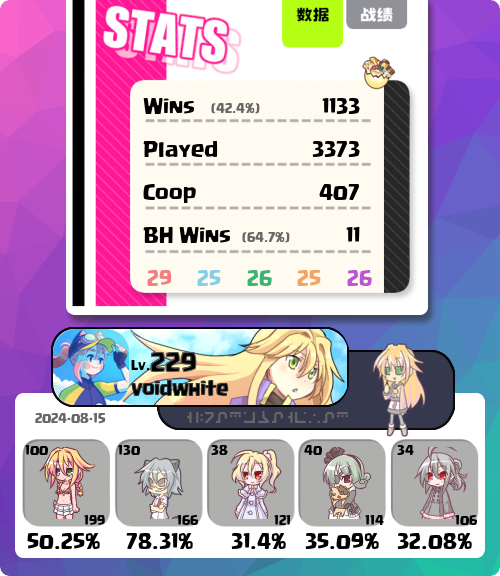 STATS
数据
战绩
Wins (42.4%) 1133
Played 3373
Coop 407
BH Wins (64.7%) 11
29 25 26 25 26
Lv.229
voidwhite
2024-08-15
100 130 38 40 34
199 166 121 114 106
50.25% 78.31% 31.4% 35.09% 32.08%